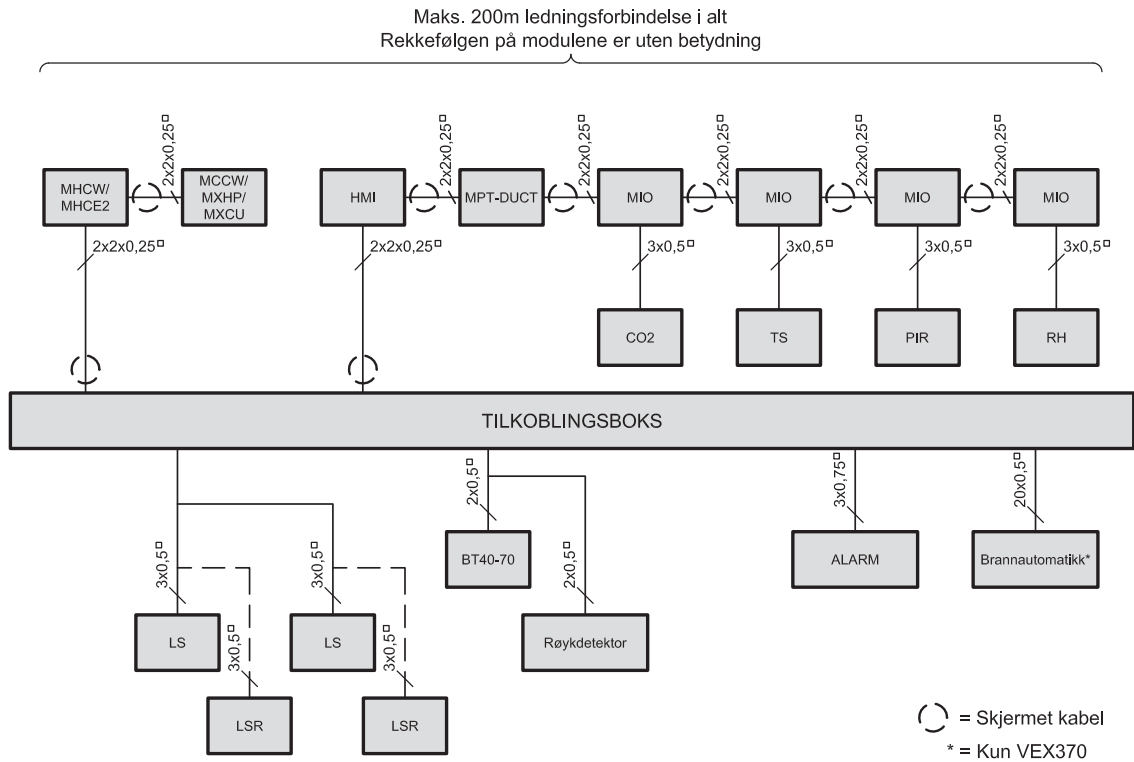 Maks. 200m ledningsforbindelse i alt
Rekkefølgen på modulene er uten betydning
2x2x0,25□
2x2x0,25□
2x2x0,25□
2x2x0,25□
2x2x0,25□
2x2x0,25□
MHCW/
MHCE2
MCCW/
MXHP/
MXCU
HMI
MPT-DUCT
MIO
MIO
MIO
MIO
2x2x0,25□
2x2x0,25□
3x0,5□
3x0,5□
3x0,5□
3x0,5□
CO2
TS
PIR
RH
TILKOBLINGSBOKS
2x0,5□
3x0,75□
20x0,5□
BT40-70
ALARM
Brannautomatikk*
3x0,5□
3x0,5□
2x0,5□
LS
LS
Røykdetektor
3x0,5□
3x0,5□
LSR
LSR
= Skjermet kabel
* = Kun VEX370